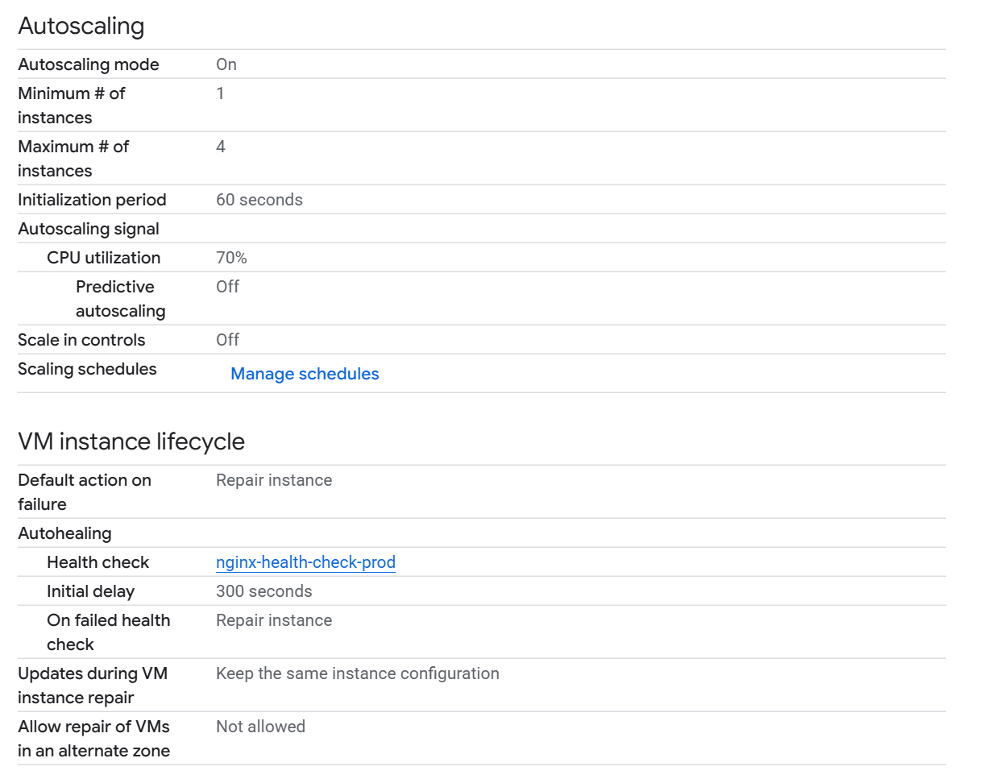 Autoscaling
Autoscaling mode On
Minimum # of 1
instances
Maximum # of 4
instances
Initialization period 60 seconds
Autoscaling signal
CPU utilization 70%
Predictive Off
autoscaling
Scale in controls Off
Scaling schedules Manage schedules
VM instance lifecycle
Default action on Repair instance
failure
Autohealing
Health check nginx-health-check-prod
Initial delay 300 seconds
On failed health Repair instance
check
Updates during VM Keep the same instance configuration
instance repair
Allow repair of VMs Not allowed
in an alternate zone